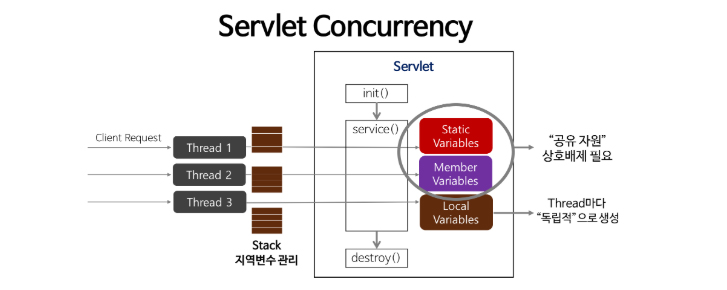 Servlet Concurrency
Servlet
init()
service()
Client Request
Thread 1
Thread 2
Thread 3
Static
Variables
Member
Variables
Local
Variables
"공유 자원"
상호배제 필요
Thread마다
"독립적"으로 생성
Stack
지역변수 관리
destroy()